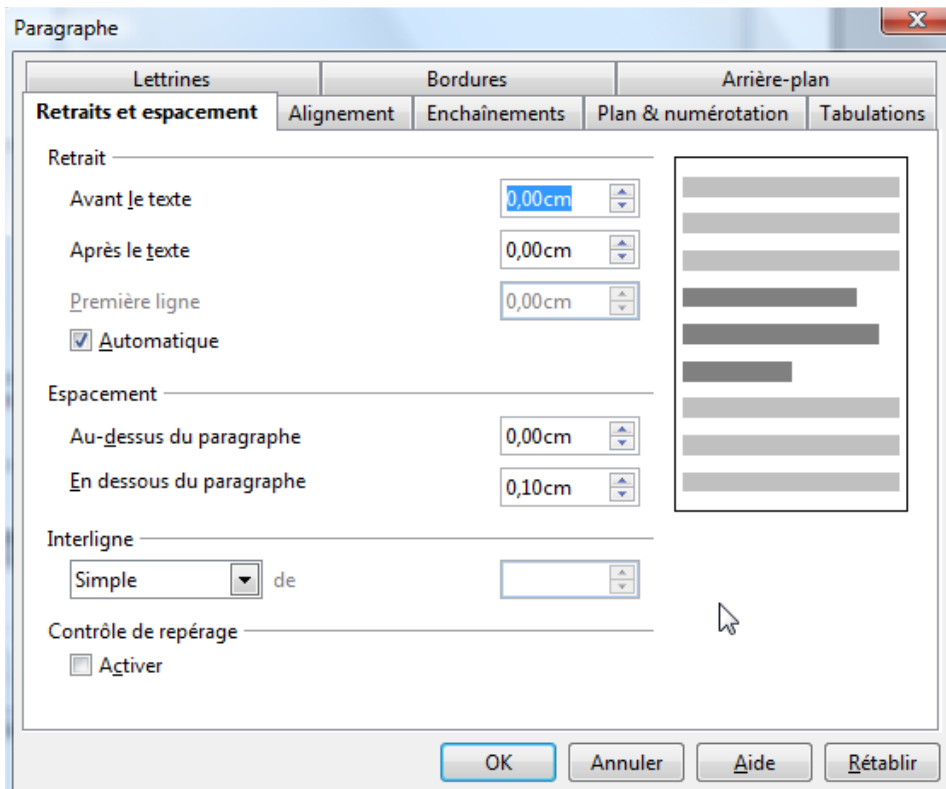 Paragraphe
Lettrines Bordures Arrière-plan
Retraits et espacement Alignement Enchaînements Plan & numérotation Tabulations
Retrait
Avant le texte 0,00cm
Après le texte 0,00cm
Première ligne 0,00cm
Automatique
Espacement
Au-dessus du paragraphe 0,00cm
En dessous du paragraphe 0,10cm
Interligne
Simple de
Contrôle de repérage
Activer
OK Annuler Aide Rétablir